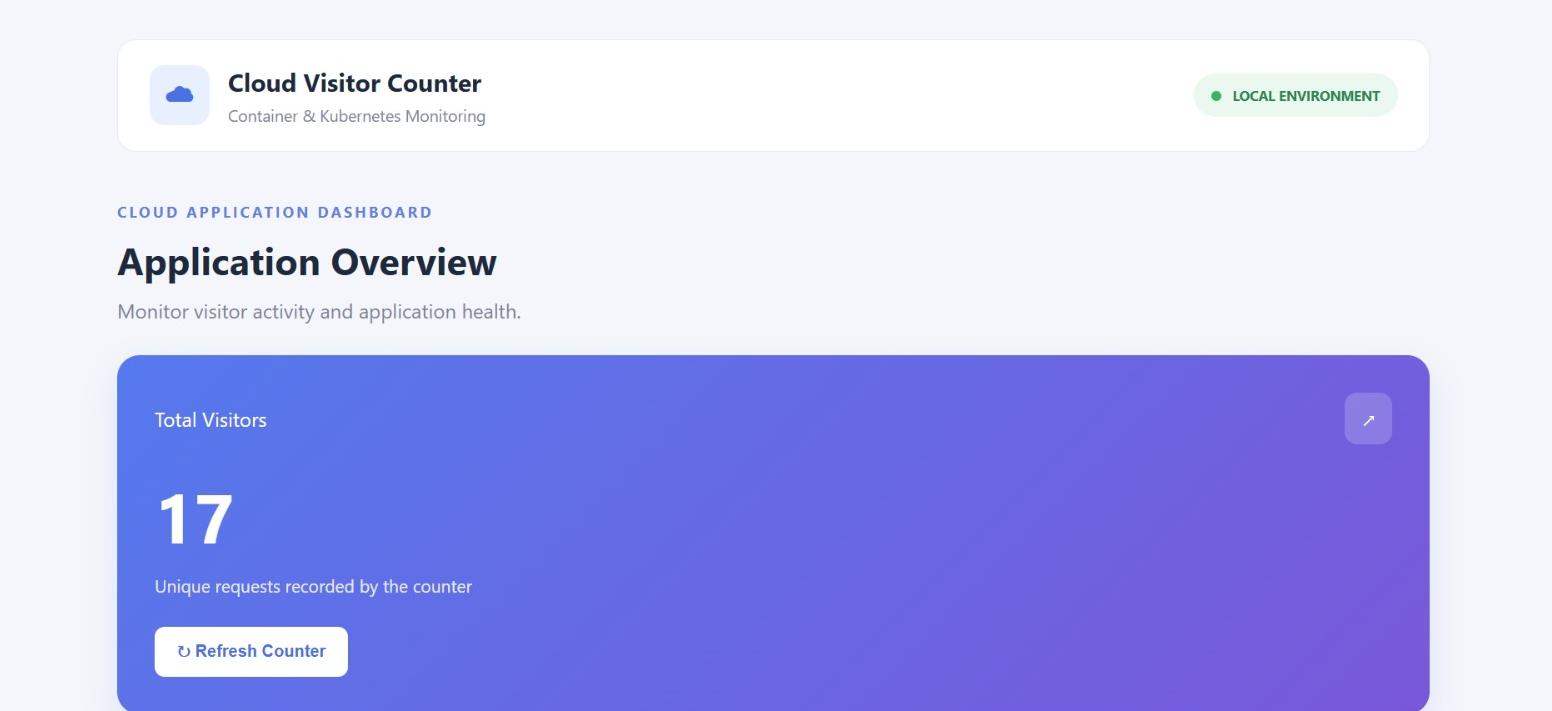 Cloud Visitor Counter
Container & Kubernetes Monitoring
LOCAL ENVIRONMENT
CLOUD APPLICATION DASHBOARD
Application Overview
Monitor visitor activity and application health.
Total Visitors
↗
17
Unique requests recorded by the counter
↻ Refresh Counter